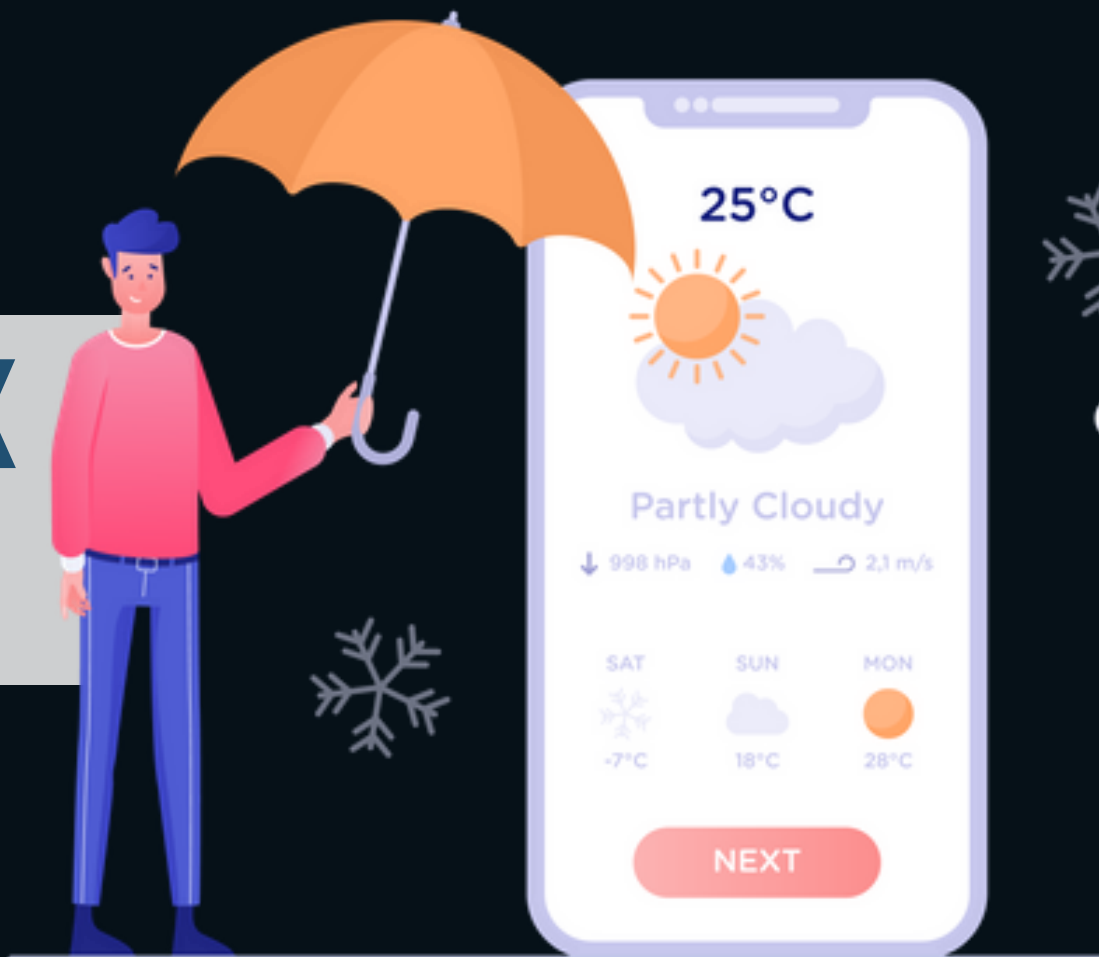 25°C
Partly Cloudy
998 hPa 43% 2,1 m/s
SAT SUN MON
-7°C 18°C 28°C
NEXT